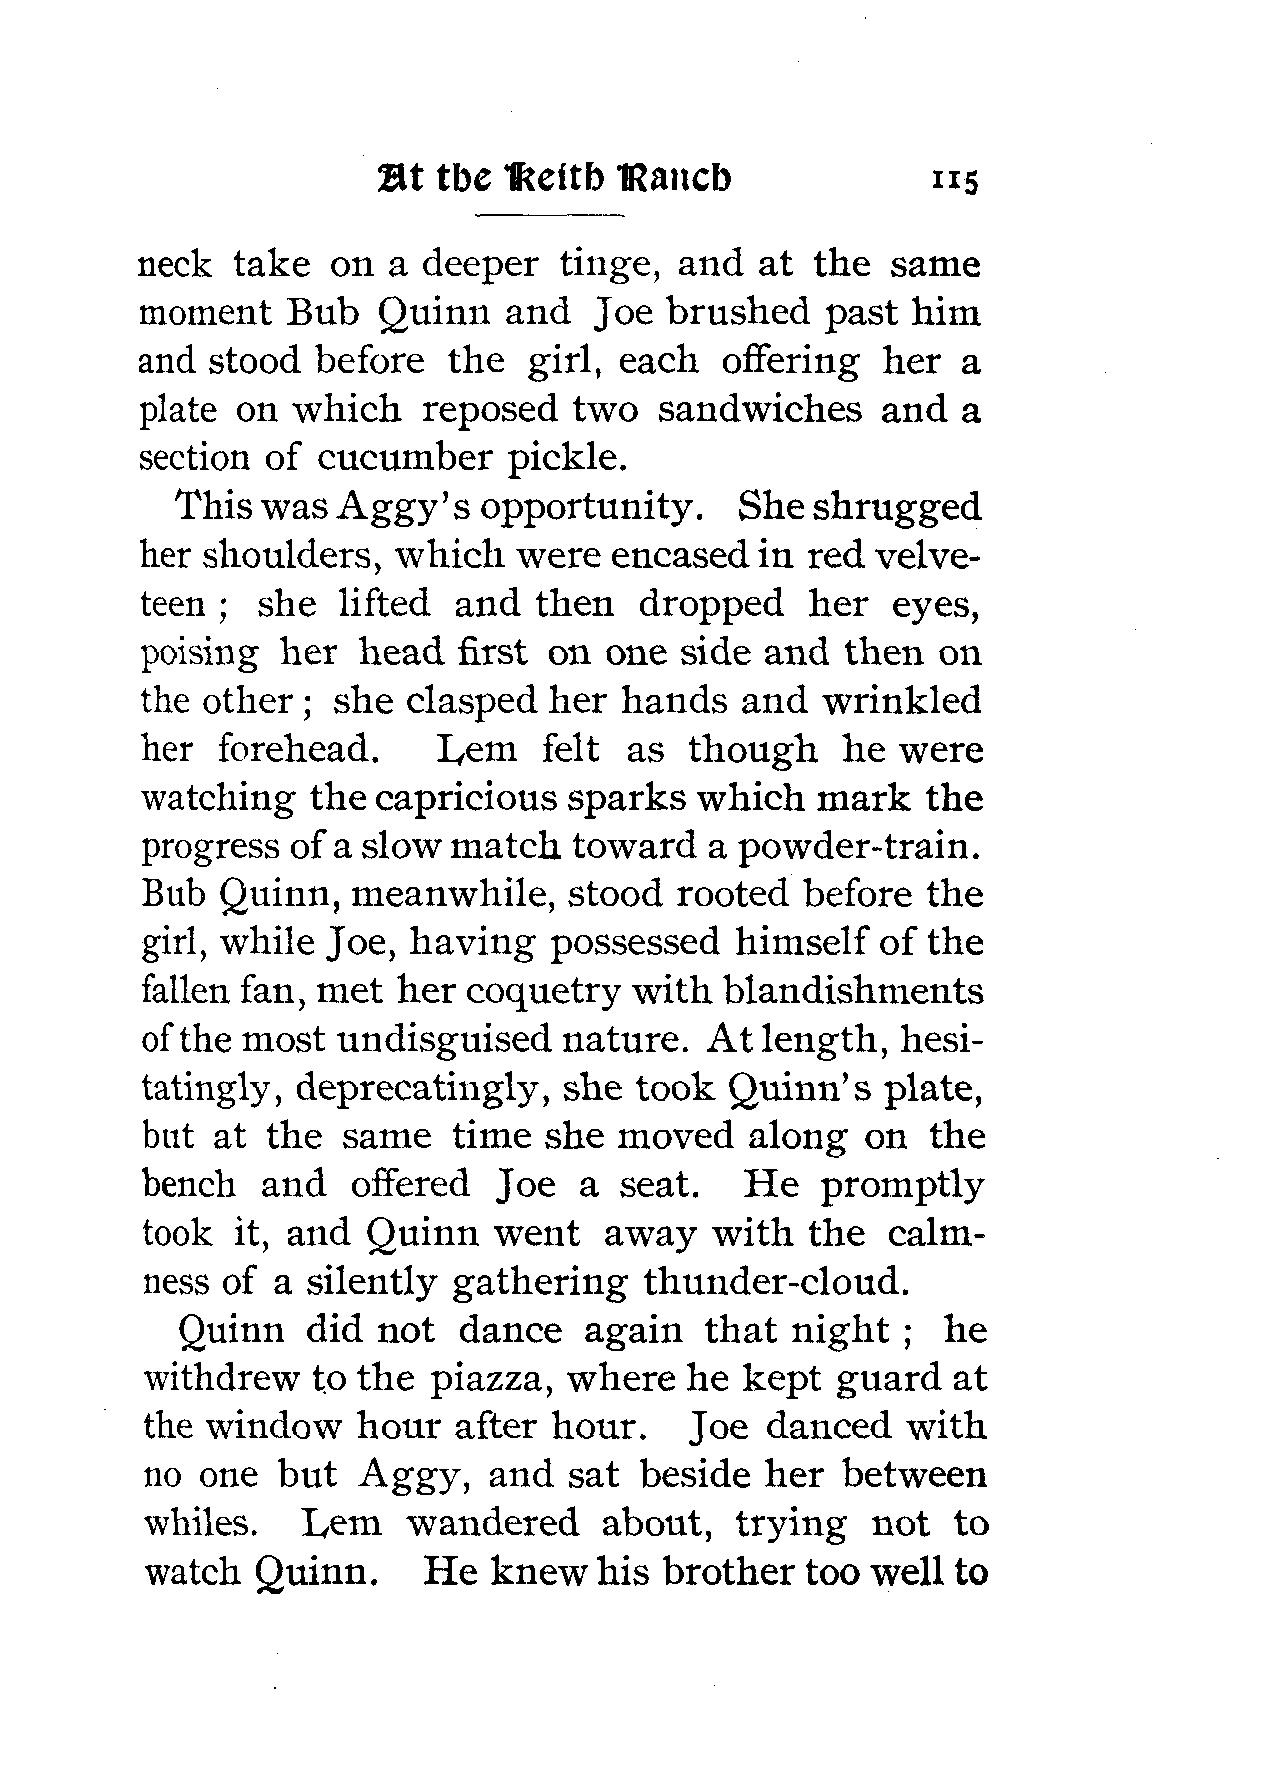 At the Keith Ranch 115
neck take on a deeper tinge, and at the same
moment Bub Quinn and Joe brushed past him
and stood before the girl, each offering her a
plate on which reposed two sandwiches and a
section of cucumber pickle.
This was Aggy's opportunity. She shrugged
her shoulders, which were encased in red velve-
teen ; she lifted and then dropped her eyes,
poising her head first on one side and then on
the other ; she clasped her hands and wrinkled
her forehead. Lem felt as though he were
watching the capricious sparks which mark the
progress of a slow match toward a powder-train.
Bub Quinn, meanwhile, stood rooted before the
girl, while Joe, having possessed himself of the
fallen fan, met her coquetry with blandishments
of the most undisguised nature. At length, hesi-
tatingly, deprecatingly, she took Quinn's plate,
but at the same time she moved along on the
bench and offered Joe a seat. He promptly
took it, and Quinn went away with the calm-
ness of a silently gathering thunder-cloud.
Quinn did not dance again that night ; he
withdrew to the piazza, where he kept guard at
the window hour after hour. Joe danced with
no one but Aggy, and sat beside her between
whiles. Lem wandered about, trying not to
watch Quinn. He knew his brother too well to